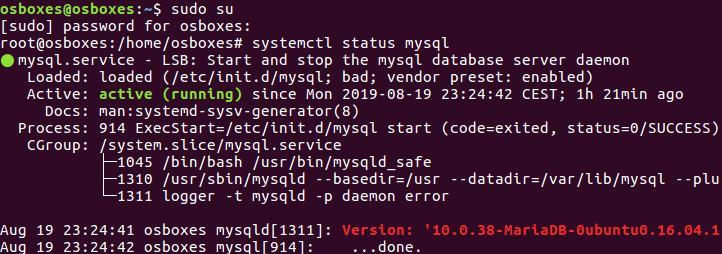 osboxes@osboxes:~$ sudo su
[sudo] password for osboxes:
root@osboxes:/home/osboxes# systemctl status mysql
● mysql.service - LSB: Start and stop the mysql database server daemon
   Loaded: loaded (/etc/init.d/mysql; bad; vendor preset: enabled)
   Active: active (running) since Mon 2019-08-19 23:24:42 CEST; 1h 21min ago
     Docs: man:systemd-sysv-generator(8)
  Process: 914 ExecStart=/etc/init.d/mysql start (code=exited, status=0/SUCCESS)
   CGroup: /system.slice/mysql.service
           ├─1045 /bin/bash /usr/bin/mysqld_safe
           ├─1310 /usr/sbin/mysqld --basedir=/usr --datadir=/var/lib/mysql --plu
           └─1311 logger -t mysqld -p daemon error

Aug 19 23:24:41 osboxes mysqld[1311]: Version: '10.0.38-MariaDB-0ubuntu0.16.04.1
Aug 19 23:24:42 osboxes mysql[914]:    ...done.